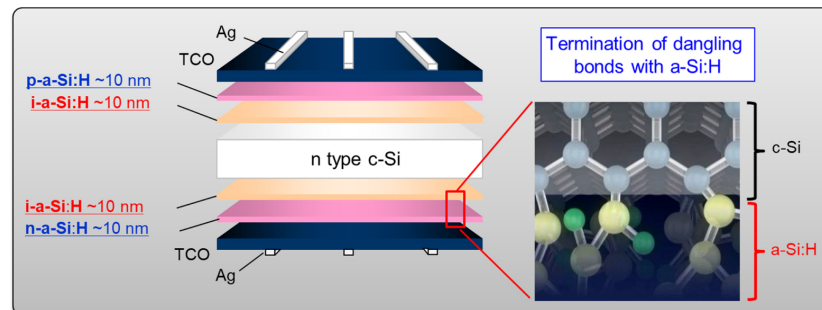 Ag
TCO
p-a-Si:H ~10 nm
i-a-Si:H ~10 nm
n type c-Si
i-a-Si:H ~10 nm
n-a-Si:H ~10 nm
TCO
Ag
Termination of dangling
bonds with a-Si:H
c-Si
a-Si:H